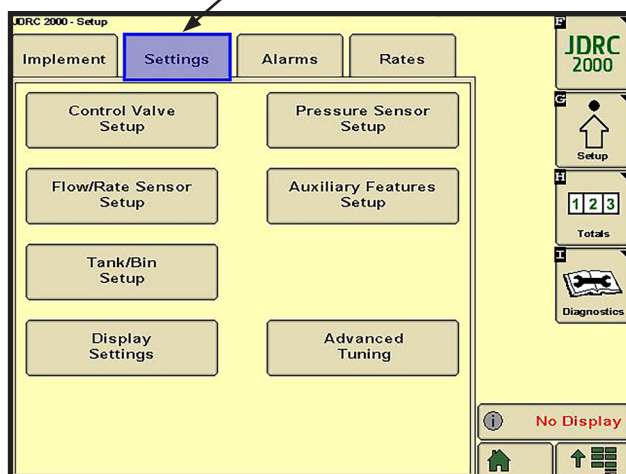 JDRC 2000 - Setup
Implement
Settings
Alarms
Rates
Control Valve
Setup
Pressure Sensor
Setup
Flow/Rate Sensor
Setup
Auxiliary Features
Setup
Tank/Bin
Setup
Display
Settings
Advanced
Tuning
F
JDRC
2000
G
Setup
H
1 2 3
Totals
I
Diagnostics
No Display